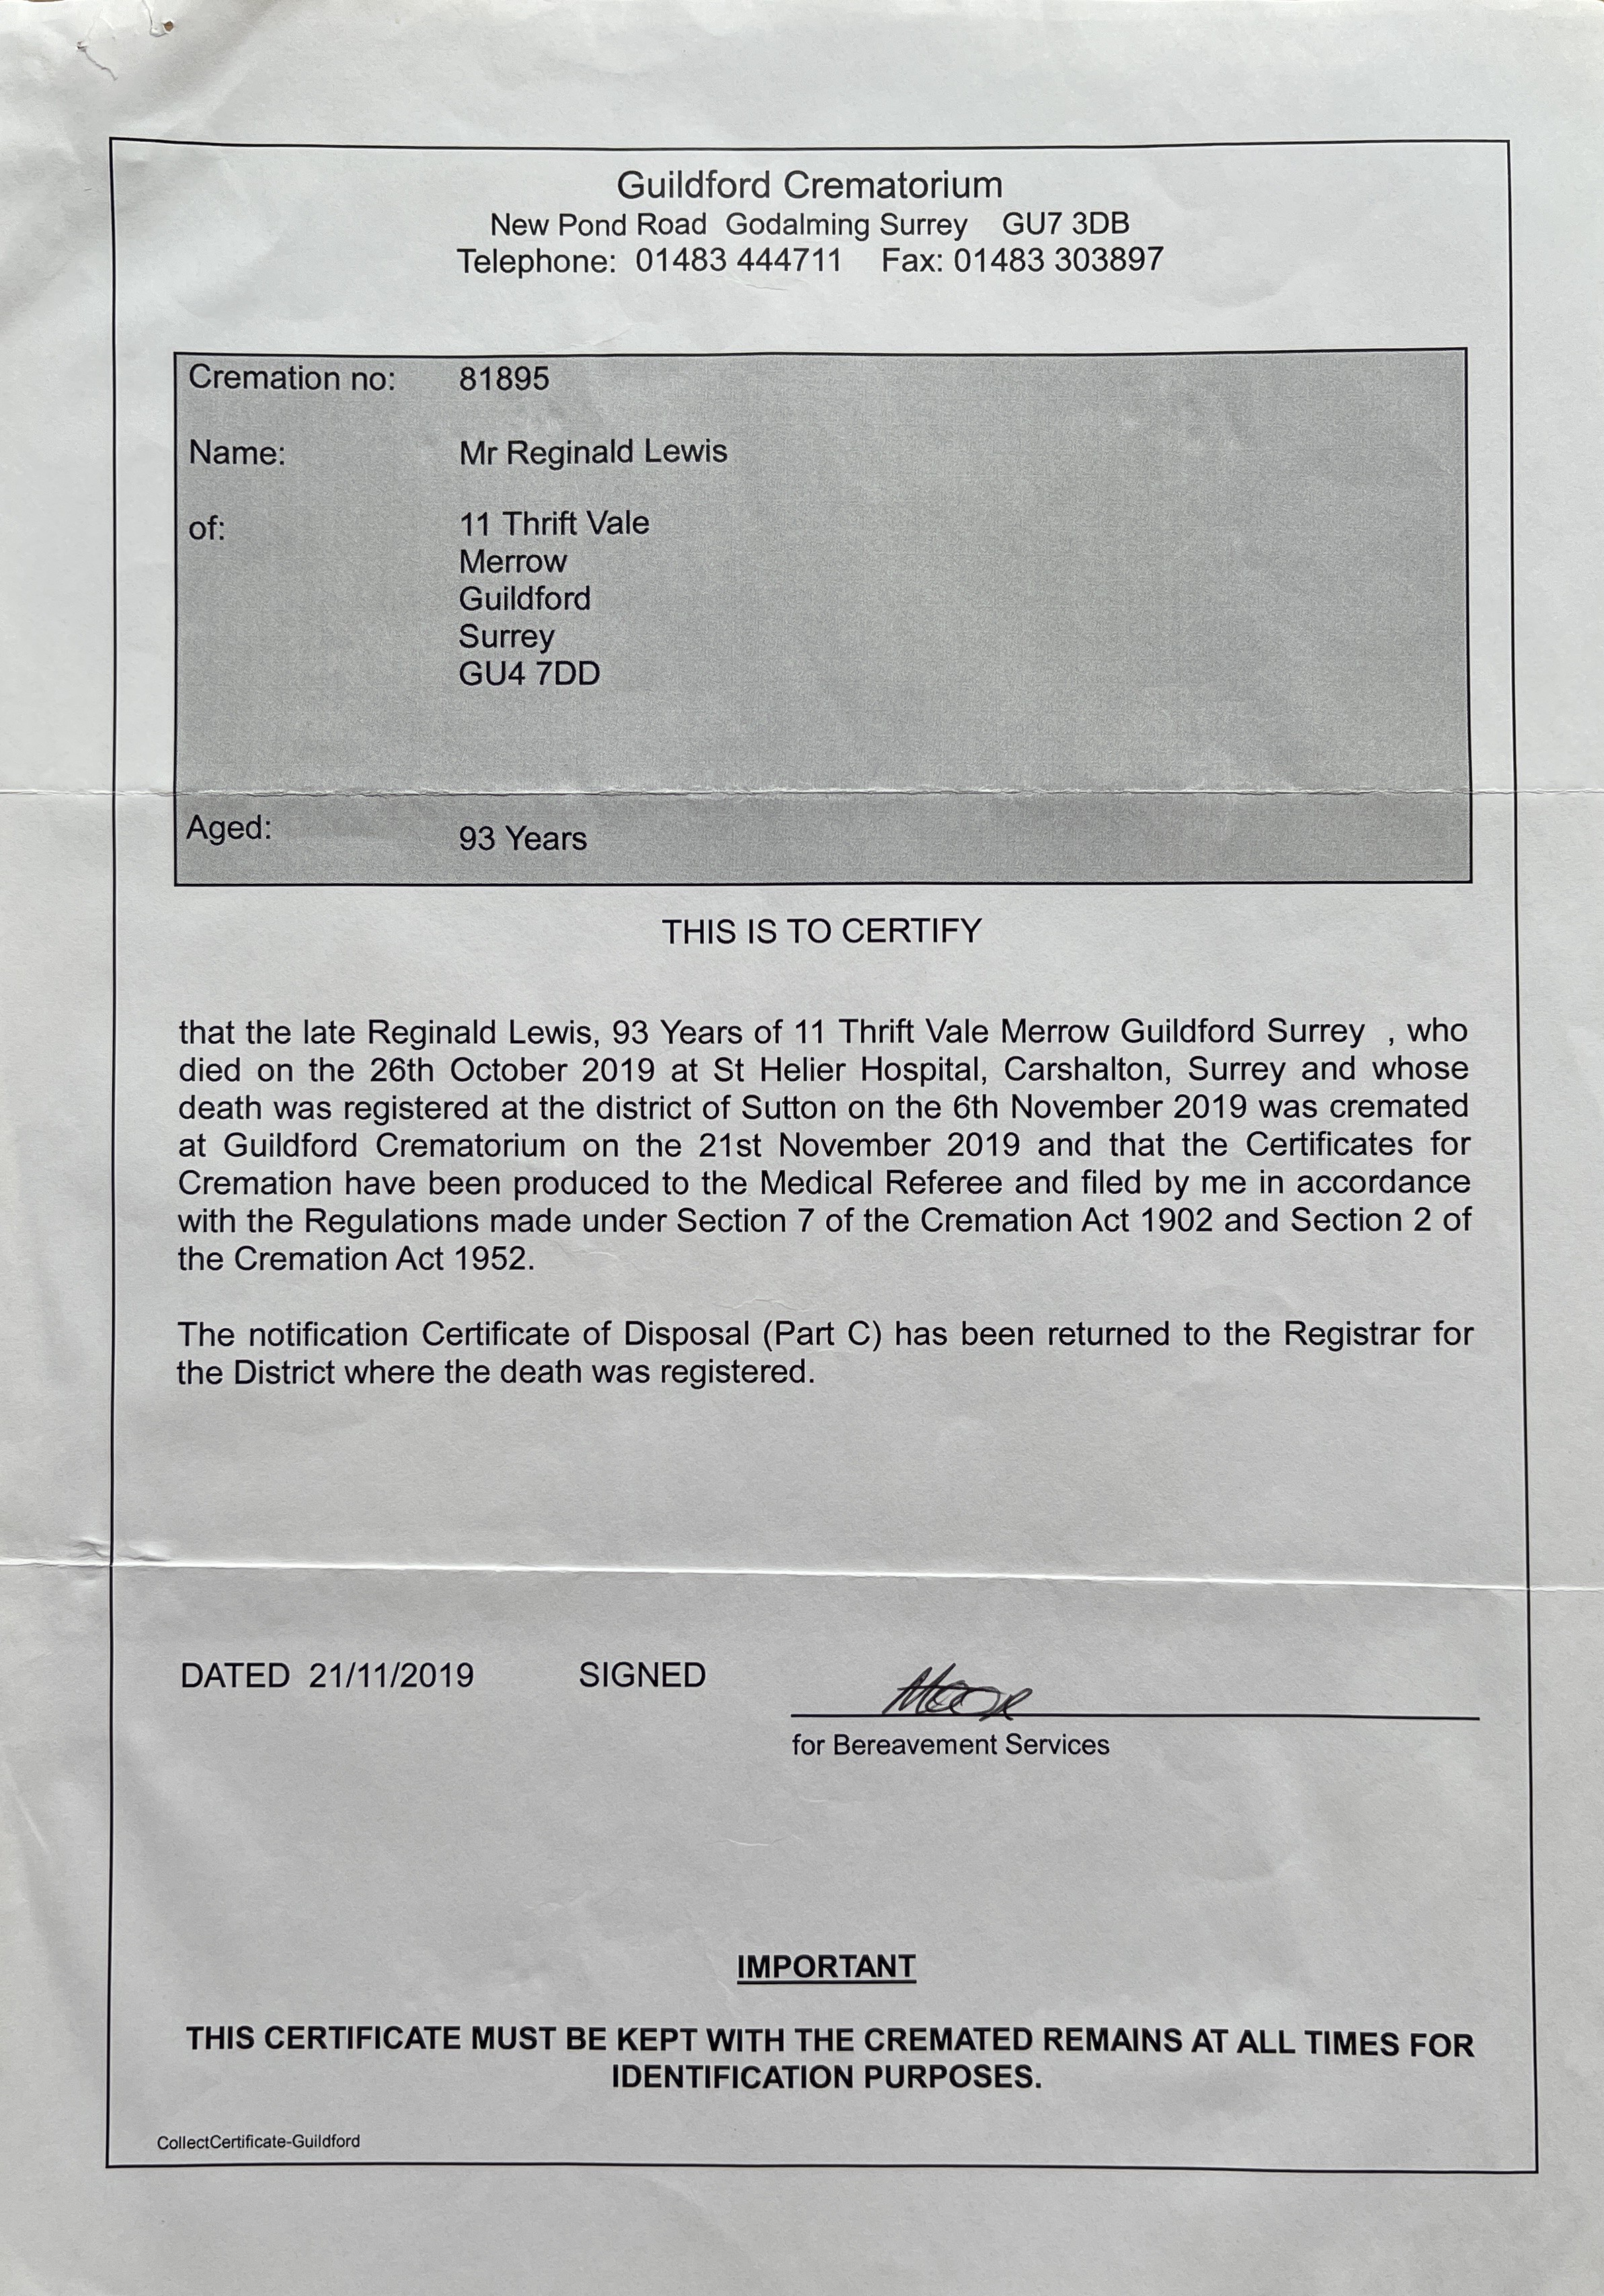 Guildford Crematorium
New Pond Road Godalming Surrey GU7 3DB
Telephone: 01483 444711 Fax: 01483 303897
Cremation no: 81895
Name: Mr Reginald Lewis
of: 11 Thrift Vale
Merrow
Guildford
Surrey
GU4 7DD
Aged: 93 Years
THIS IS TO CERTIFY
that the late Reginald Lewis, 93 Years of 11 Thrift Vale Merrow Guildford Surrey , who
died on the 26th October 2019 at St Helier Hospital, Carshalton, Surrey and whose
death was registered at the district of Sutton on the 6th November 2019 was cremated
at Guildford Crematorium on the 21st November 2019 and that the Certificates for
Cremation have been produced to the Medical Referee and filed by me in accordance
with the Regulations made under Section 7 of the Cremation Act 1902 and Section 2 of
the Cremation Act 1952.
The notification Certificate of Disposal (Part C) has been returned to the Registrar for
the District where the death was registered.
DATED 21/11/2019 SIGNED
for Bereavement Services
IMPORTANT
THIS CERTIFICATE MUST BE KEPT WITH THE CREMATED REMAINS AT ALL TIMES FOR
IDENTIFICATION PURPOSES.
CollectCertificate-Guildford